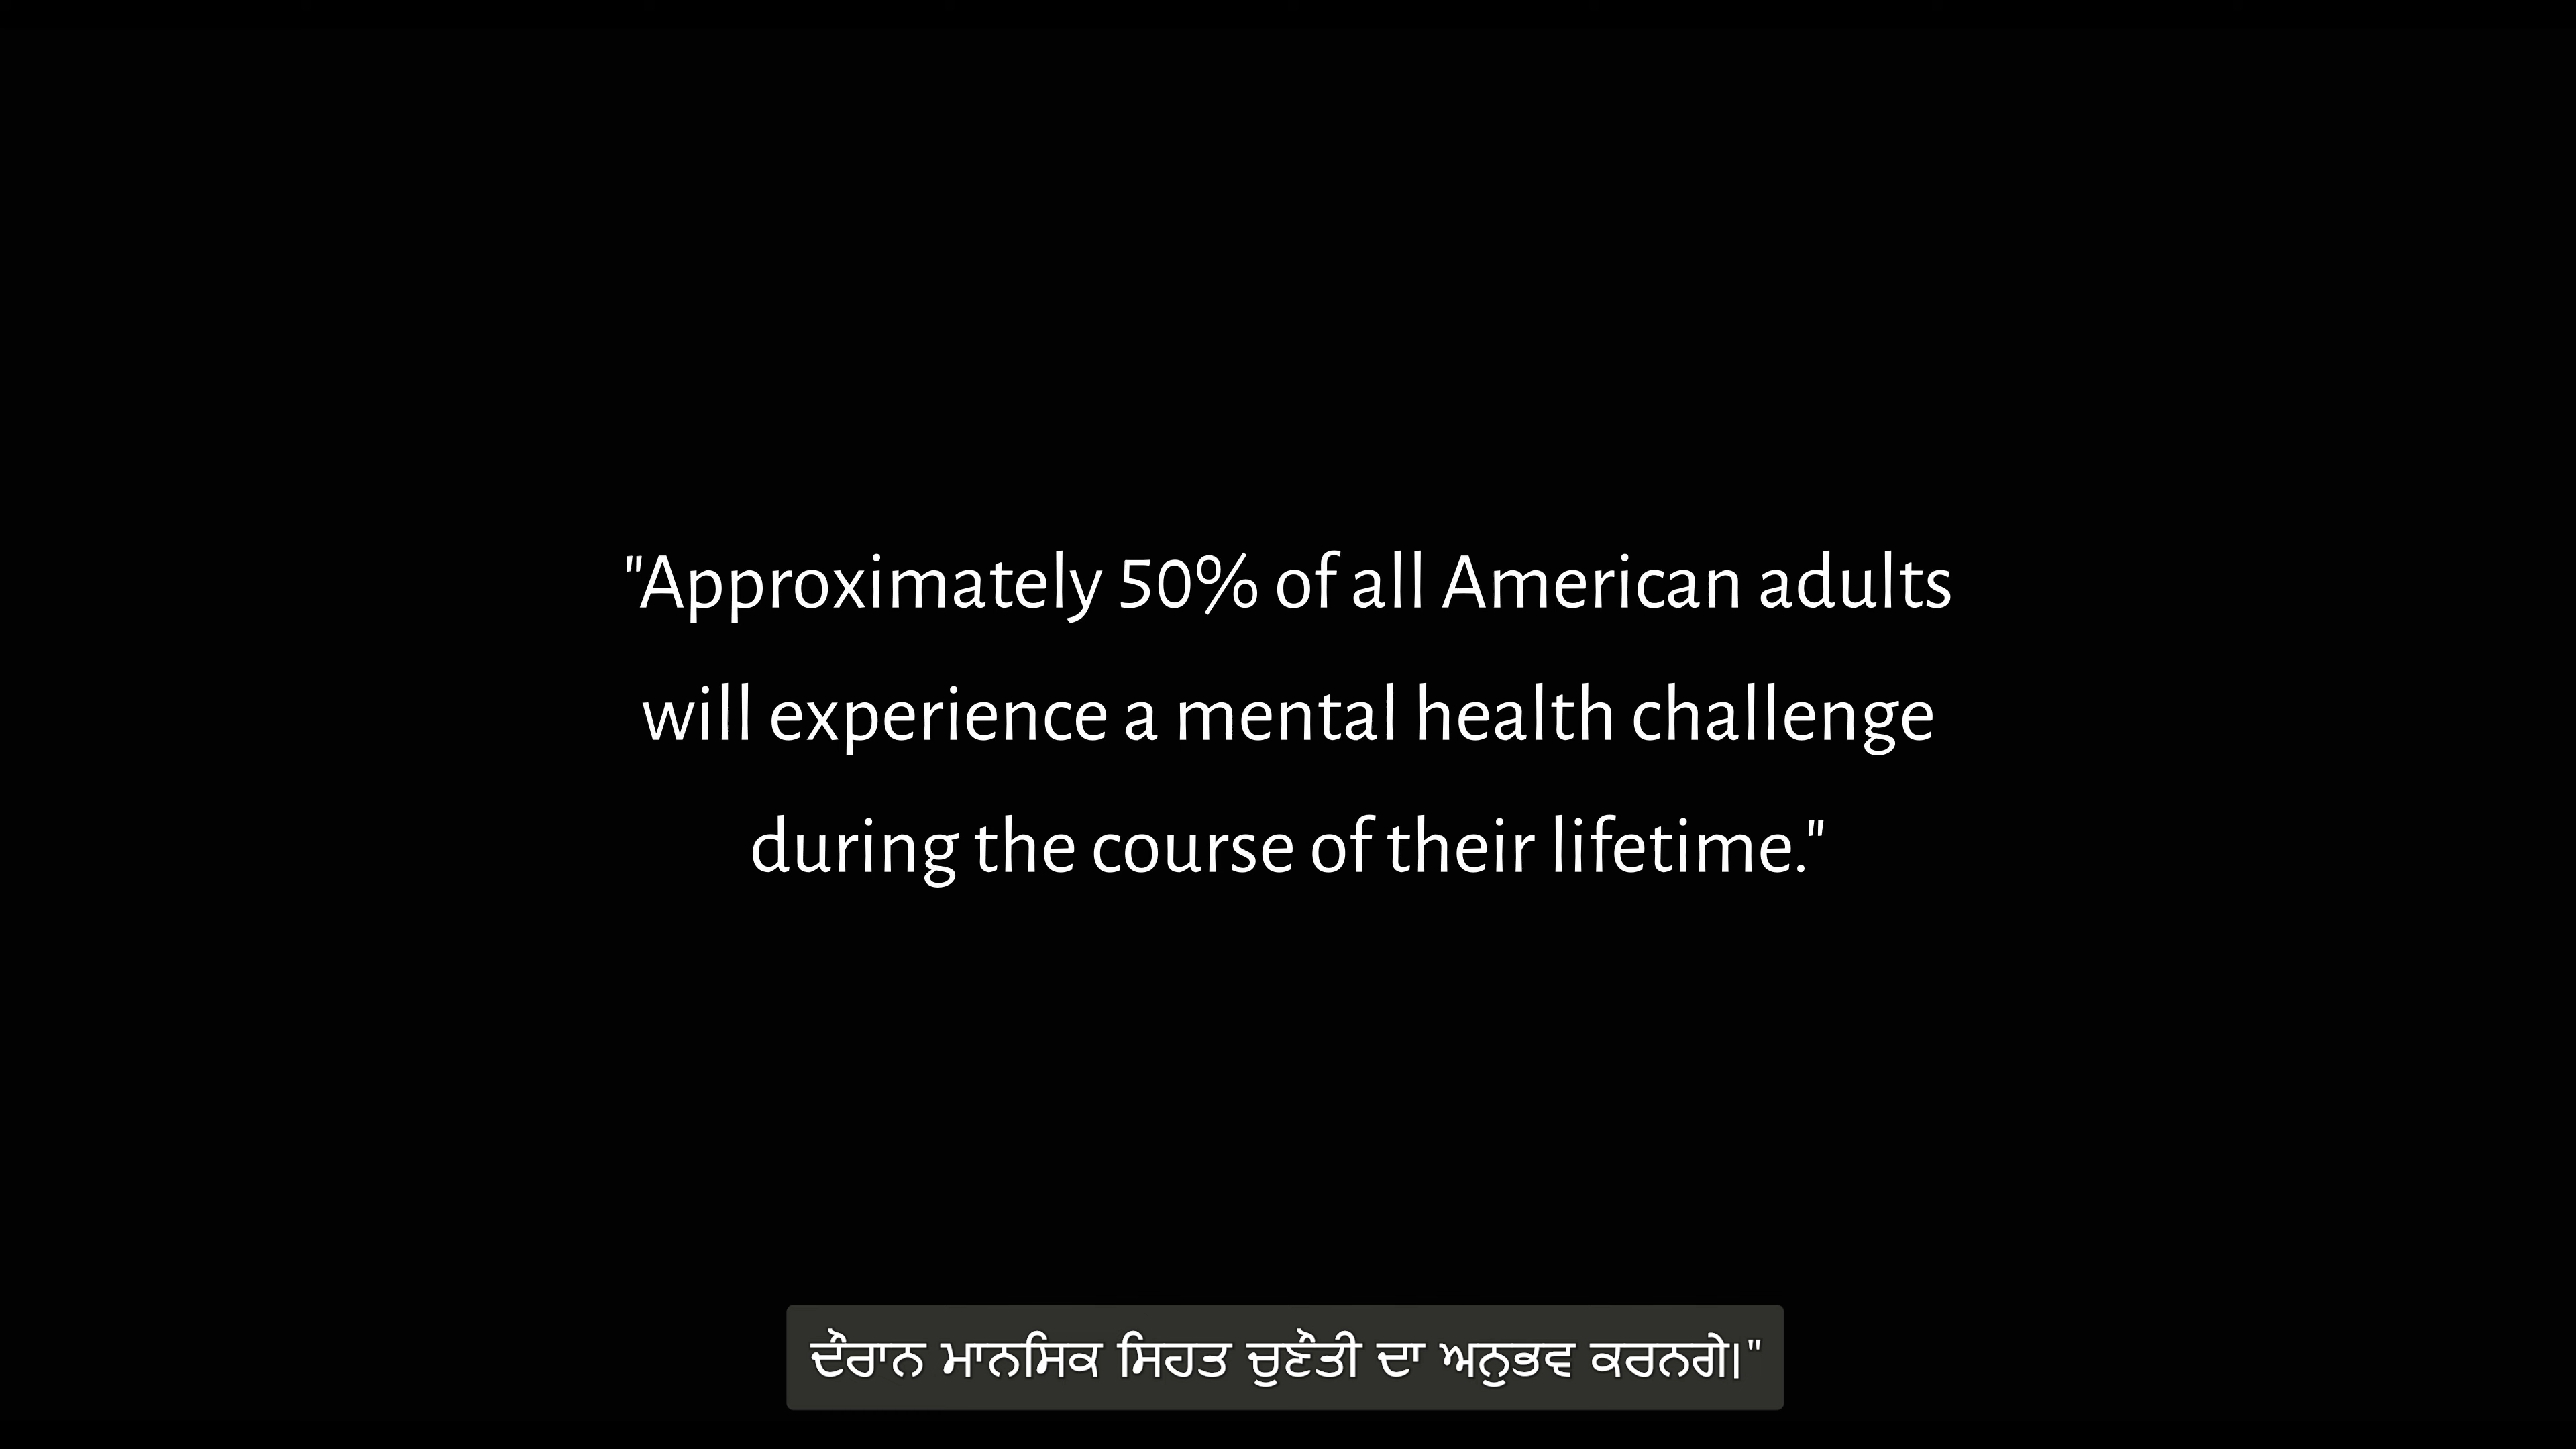 "Approximately 50% of all American adults
will experience a mental health challenge
during the course of their lifetime."
ਦੌਰਾਨ ਮਾਨਸਿਕ ਸਿਹਤ ਚੁਣੌਤੀ ਦਾ ਅਨੁਭਵ ਕਰਨਗੇ।"